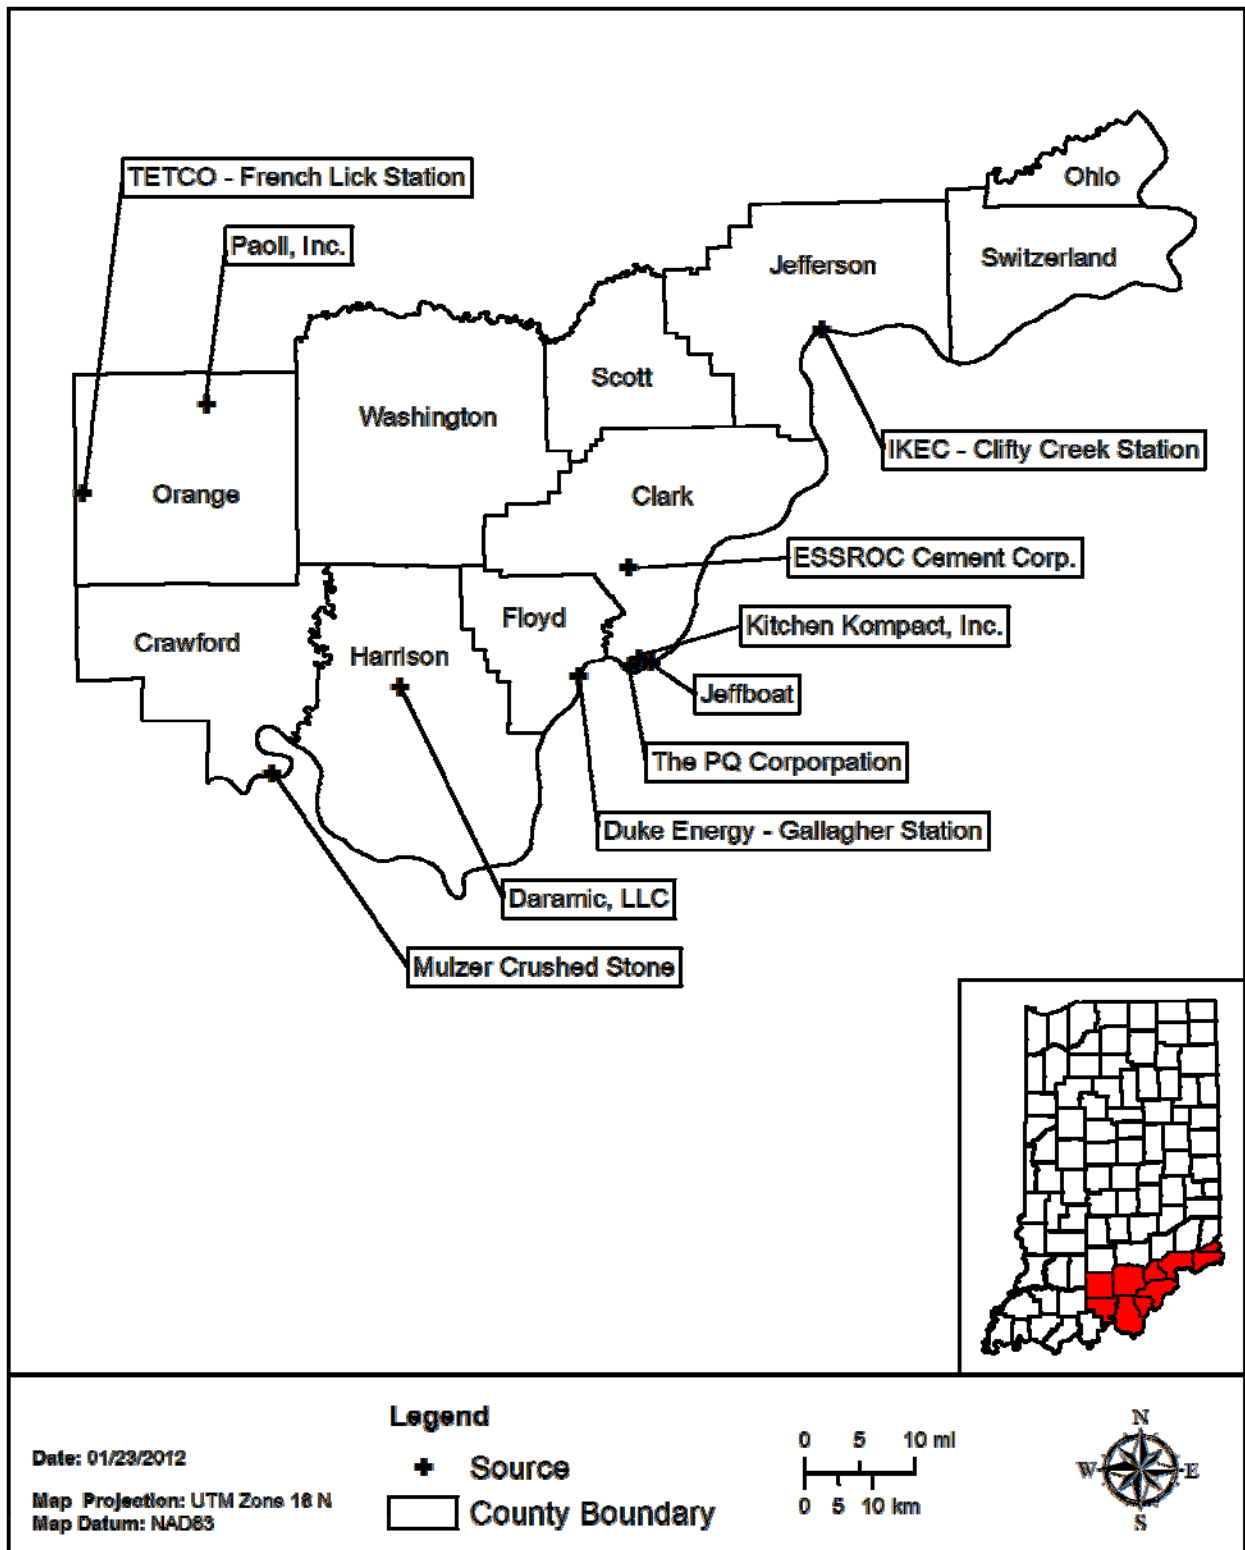 TETCO - French Lick Station
Paoli, Inc.
Ohio
Switzerland
Jefferson
Scott
Washington
IKEC - Clifty Creek Station
Orange
Clark
ESSROC Cement Corp.
Floyd
Kitchen Kompact, Inc.
Crawford
Harrison
Jeffboat
The PQ Corporpation
Duke Energy - Gallagher Station
Daramic, LLC
Mulzer Crushed Stone
Legend
Date: 01/23/2012
Source
Map Projection: UTM Zone 16 N
Map Datum: NAD83
County Boundary
0 5 10 mi
0 5 10 km
N
W E
S